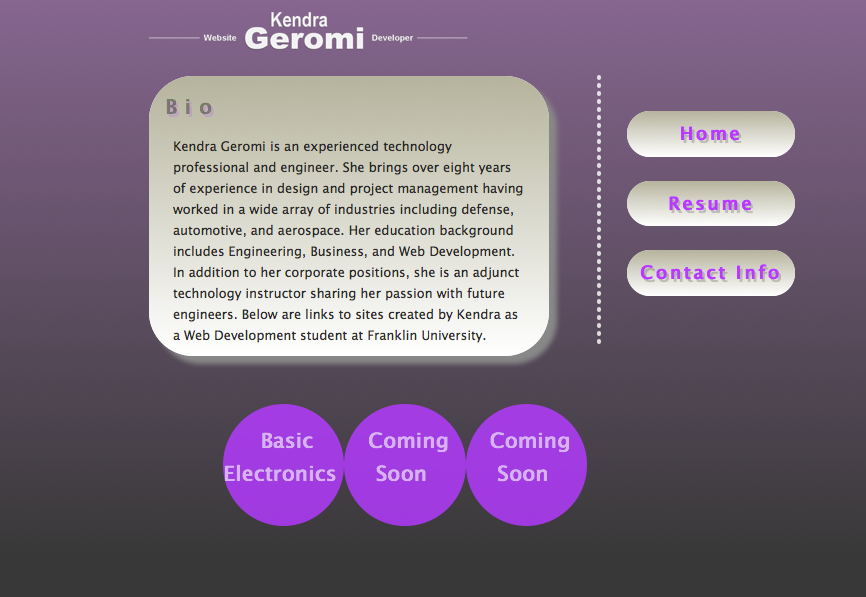 Kendra
Website Geromi Developer
Bio
Kendra Geromi is an experienced technology
professional and engineer. She brings over eight years
of experience in design and project management having
worked in a wide array of industries including defense,
automotive, and aerospace. Her education background
includes Engineering, Business, and Web Development.
In addition to her corporate positions, she is an adjunct
technology instructor sharing her passion with future
engineers. Below are links to sites created by Kendra as
a Web Development student at Franklin University.
Home
Resume
Contact Info
Basic
Electronics
Coming
Soon
Coming
Soon